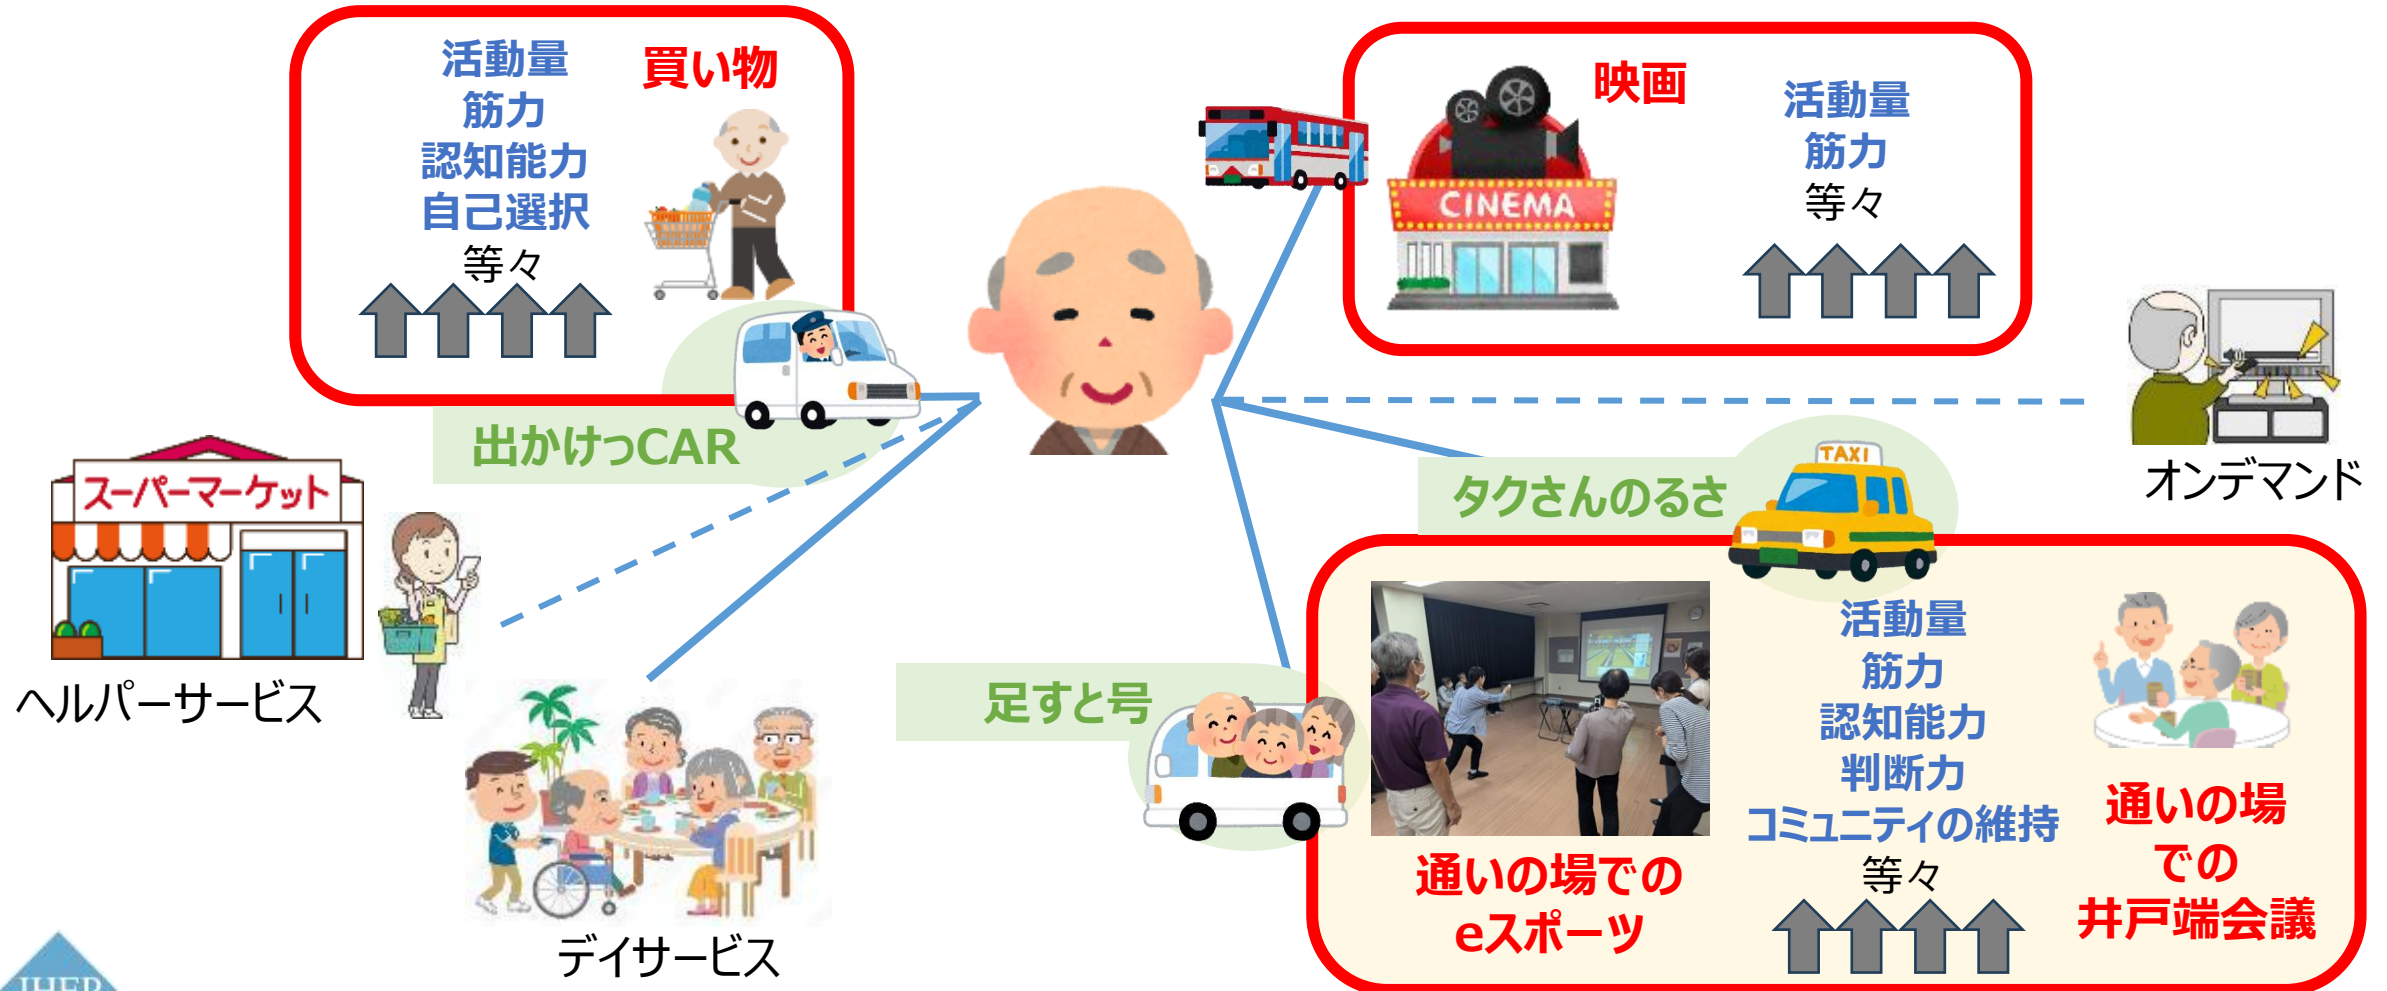 活動量
筋力
認知能力
自己選択
等々
買い物
出かけっCAR
スーパーマーケット
ヘルパーサービス
デイサービス
映画
CINEMA
活動量
筋力
等々
オンデマンド
タクさんのるさ
TAXI
足すと号
通いの場での
eスポーツ
活動量
筋力
認知能力
判断力
コミュニティの維持
等々
通いの場
での
井戸端会議
IHEP